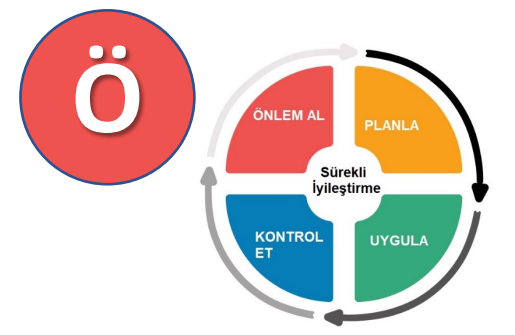 Ö
ÖNLEM AL
PLANLA
Sürekli
İyileştirme
KONTROL
ET
UYGULA